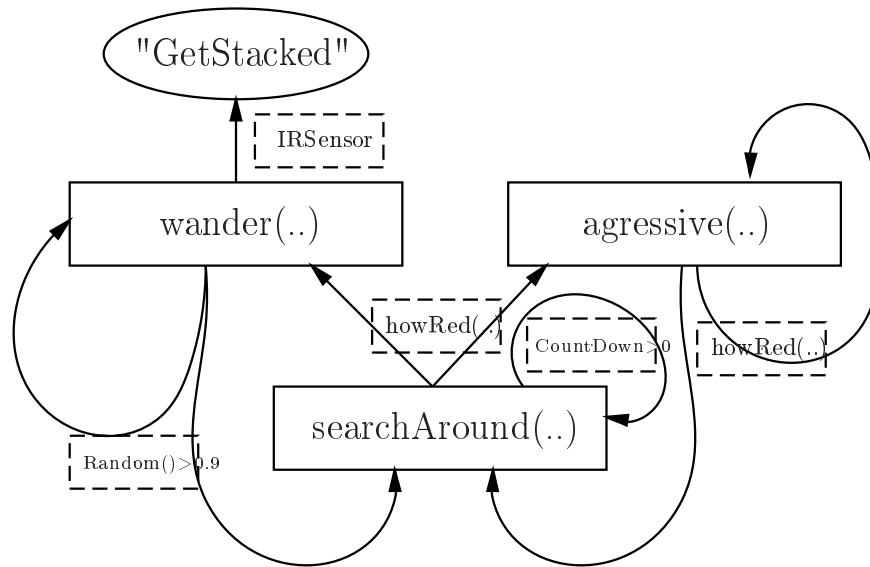 "GetStacked"
IRSensor
wander(..)
agressive(..)
howRed(..)
CountDown>0
howRed(..)
searchAround(..)
Random()>0.9